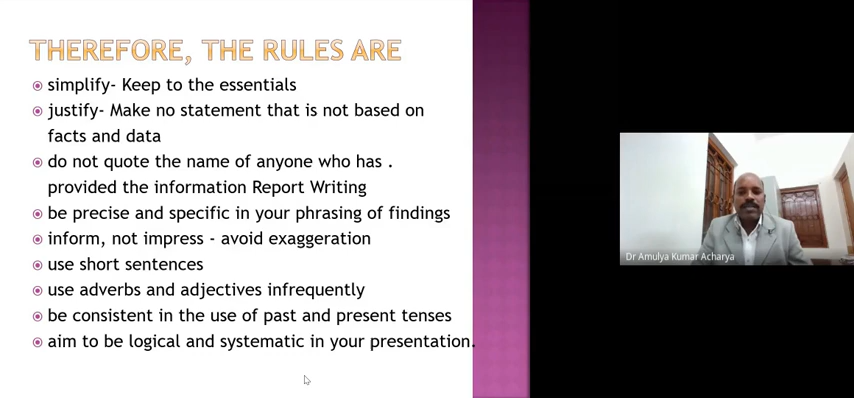 THEREFORE, THE RULES ARE
simplify- Keep to the essentials
justify- Make no statement that is not based on
facts and data
do not quote the name of anyone who has .
provided the information Report Writing
be precise and specific in your phrasing of findings
inform, not impress - avoid exaggeration
use short sentences
use adverbs and adjectives infrequently
be consistent in the use of past and present tenses
aim to be logical and systematic in your presentation.
Dr Amulya Kumar Acharya